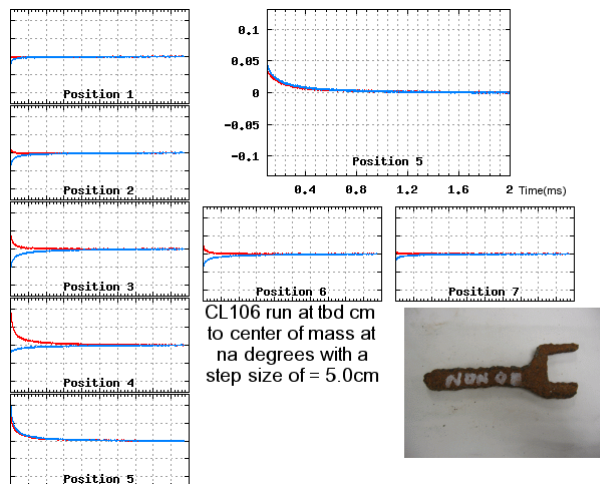 Position 1
Position 2
Position 3
Position 4
Position 5
0.1
0.05
0
-0.05
-0.1
Position 5
0.4 0.8 1.2 1.6 2 Time(ms)
Position 6
Position 7
CL106 run at tbd cm
to center of mass at
na degrees with a
step size of = 5.0cm